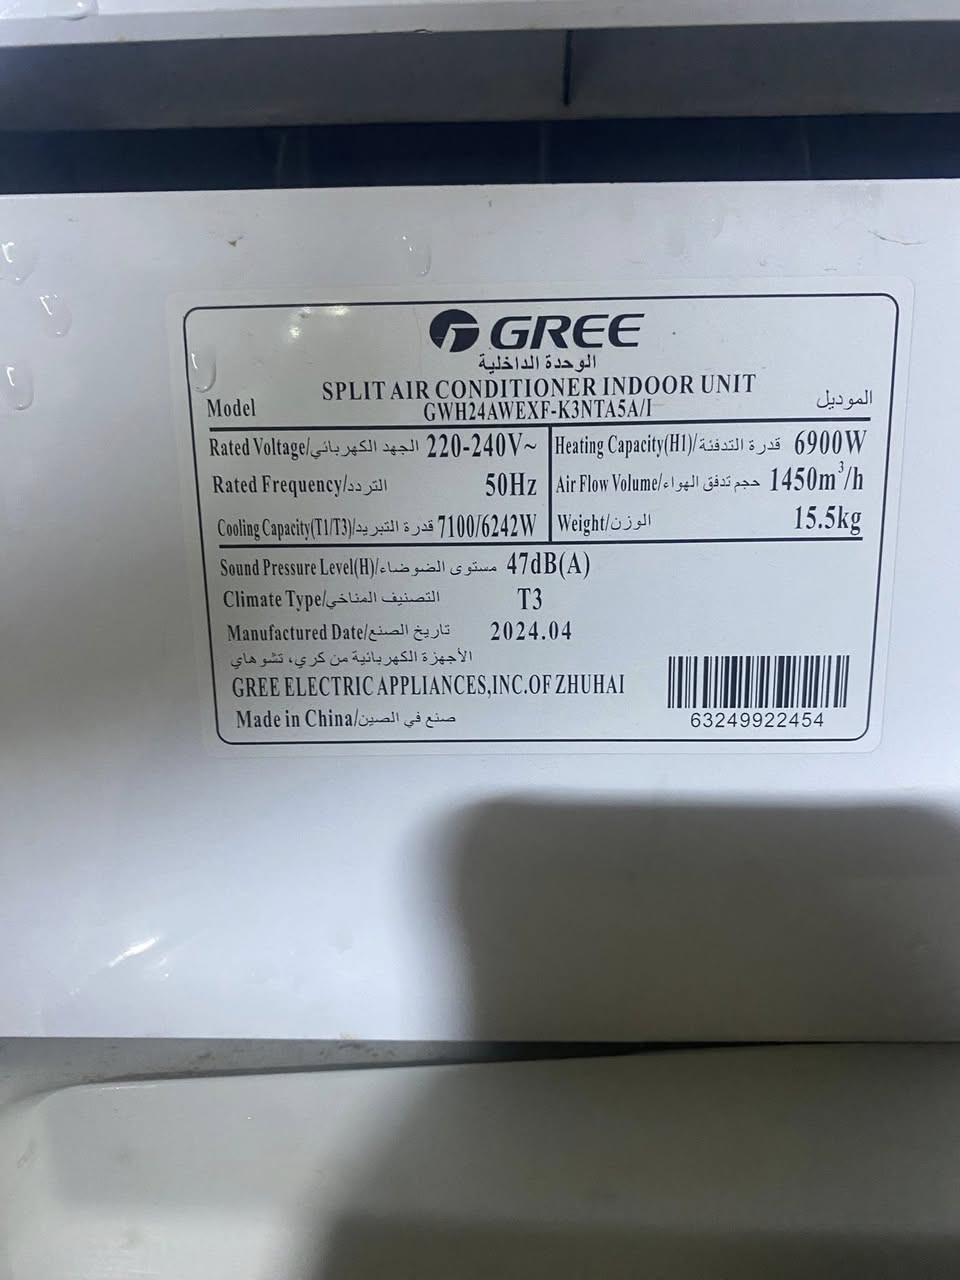 GREE
الوحدة الداخلية
SPLIT AIR CONDITIONER INDOOR UNIT
Model GWH24AWEXF-K3NTA5A/I الموديل
Rated Voltage/الجهد الكهربائي 220-240V~
Rated Frequency/التردد 50Hz
Cooling Capacity(T1/T3)/قدرة التبريد 7100/6242W
Heating Capacity(H1)/قدرة التدفئة 6900W
Air Flow Volume/حجم تدفق الهواء 1450m³/h
Weight/الوزن 15.5kg
Sound Pressure Level(H)/مستوى الضوضاء 47dB(A)
Climate Type/التصنيف المناخي T3
Manufactured Date/تاريخ الصنع 2024.04
الأجهزة الكهربائية من كري، تشوهاي
GREE ELECTRIC APPLIANCES,INC.OF ZHUHAI
Made in China/صنع في الصين
63249922454